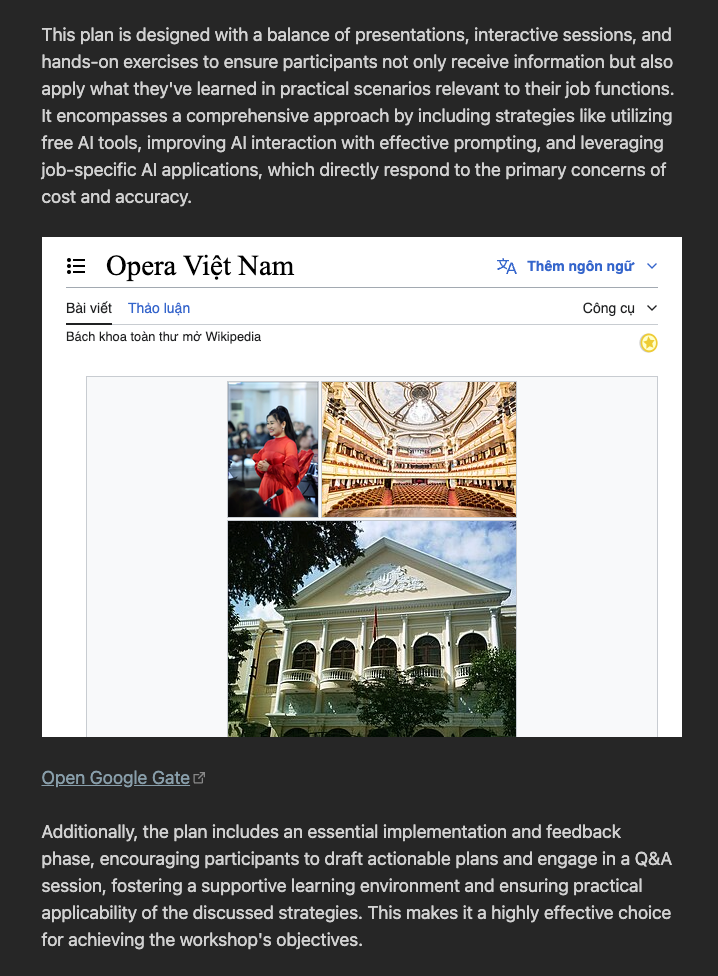 This plan is designed with a balance of presentations, interactive sessions, and
hands-on exercises to ensure participants not only receive information but also
apply what they've learned in practical scenarios relevant to their job functions.
It encompasses a comprehensive approach by including strategies like utilizing
free AI tools, improving AI interaction with effective prompting, and leveraging
job-specific AI applications, which directly respond to the primary concerns of
cost and accuracy.
Opera Việt Nam
Thêm ngôn ngữ
Bài viết Thảo luận Công cụ
Bách khoa toàn thư mở Wikipedia
Open Google Gate
Additionally, the plan includes an essential implementation and feedback
phase, encouraging participants to draft actionable plans and engage in a Q&A
session, fostering a supportive learning environment and ensuring practical
applicability of the discussed strategies. This makes it a highly effective choice
for achieving the workshop's objectives.